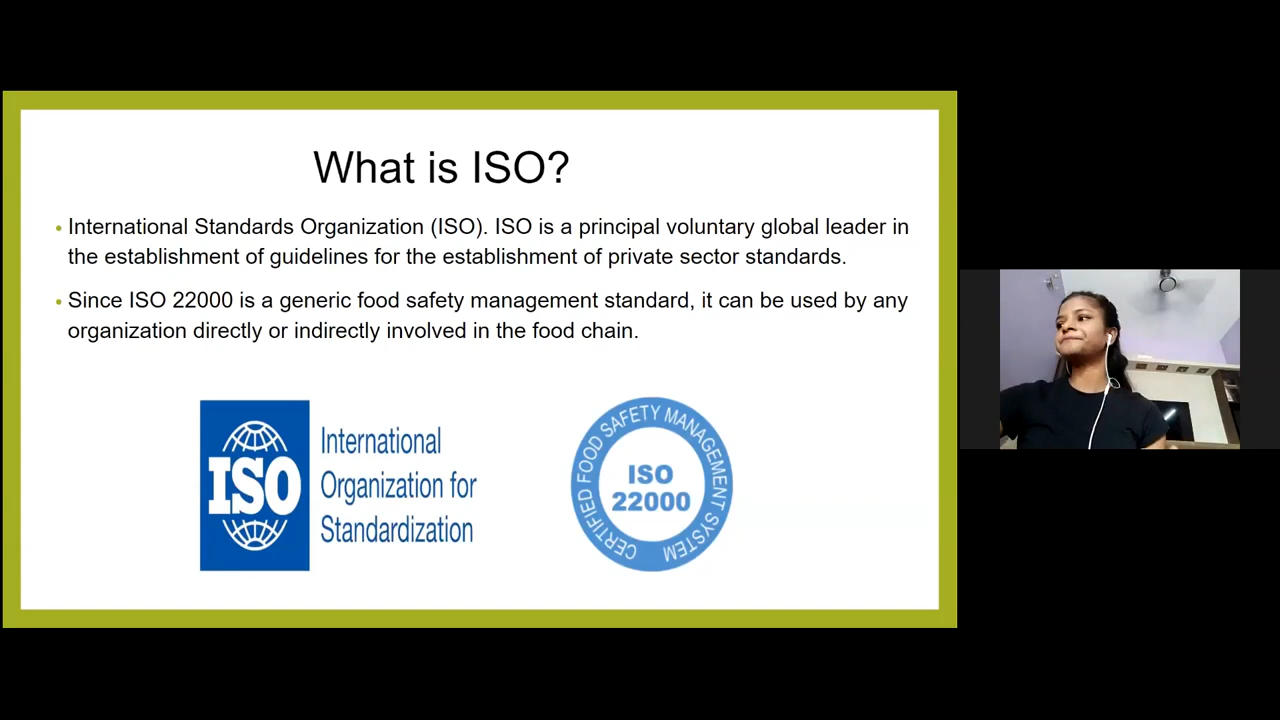 What is ISO?
• International Standards Organization (ISO). ISO is a principal voluntary global leader in
the establishment of guidelines for the establishment of private sector standards.
• Since ISO 22000 is a generic food safety management standard, it can be used by any
organization directly or indirectly involved in the food chain.
ISO
International
Organization for
Standardization
CERTIFIED FOOD SAFETY MANAGEMENT SYSTEM
ISO
22000